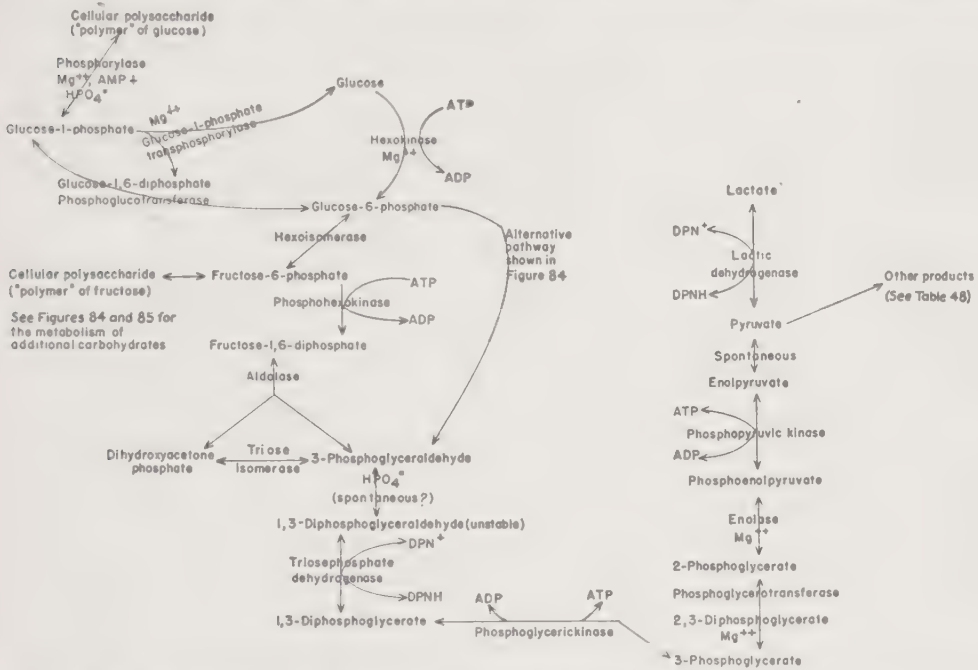 Cellular polysaccharide
("polymer" of glucose)
Phosphorylase
Mg++, AMP +
HPO4=
Glucose-1-phosphate
Mg++
Glucose-1-phosphate
transphosphorylase
Glucose
ATP
Hexokinase
Mg++
ADP
Glucose-1,6-diphosphate
Phosphoglucotransferase
Glucose-6-phosphate
Hexoisomerase
Alternative
pathway
shown in
Figure 84
Cellular polysaccharide
("polymer" of fructose)
Fructose-6-phosphate
ATP
Phosphohexokinase
ADP
See Figures 84 and 85 for
the metabolism of
additional carbohydrates
Fructose-1,6-diphosphate
Aldolase
Dihydroxyacetone
phosphate
Triose
Isomerase
3-Phosphoglyceraldehyde
HPO4=
(spontaneous?)
1,3-Diphosphoglyceraldehyde (unstable)
DPN+
Triosephosphate
dehydrogenase
DPNH
1,3-Diphosphoglycerate
ADP
ATP
Phosphoglycerickinase
Lactate
DPN+
Lactic
dehydrogenase
DPNH
Other products
(See Table 48)
Pyruvate
Spontaneous
Enolpyruvate
ATP
Phosphopyruvic kinase
ADP
Phosphoenolpyruvate
Enolase
Mg++
2-Phosphoglycerate
Phosphoglycerotransferase
2,3-Diphosphoglycerate
Mg++
3-Phosphoglycerate